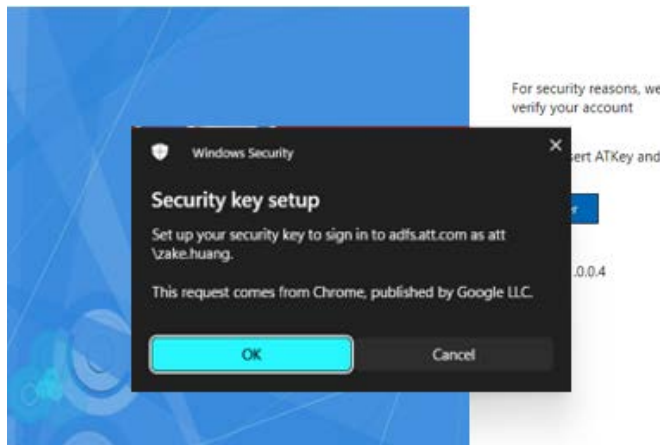 For security reasons, we
verify your account
Windows Security
sert ATKey and
Security key setup
Set up your security key to sign in to adfs.att.com as att
\zake.huang.
r
.0.0.4
This request comes from Chrome, published by Google LLC.
OK
Cancel